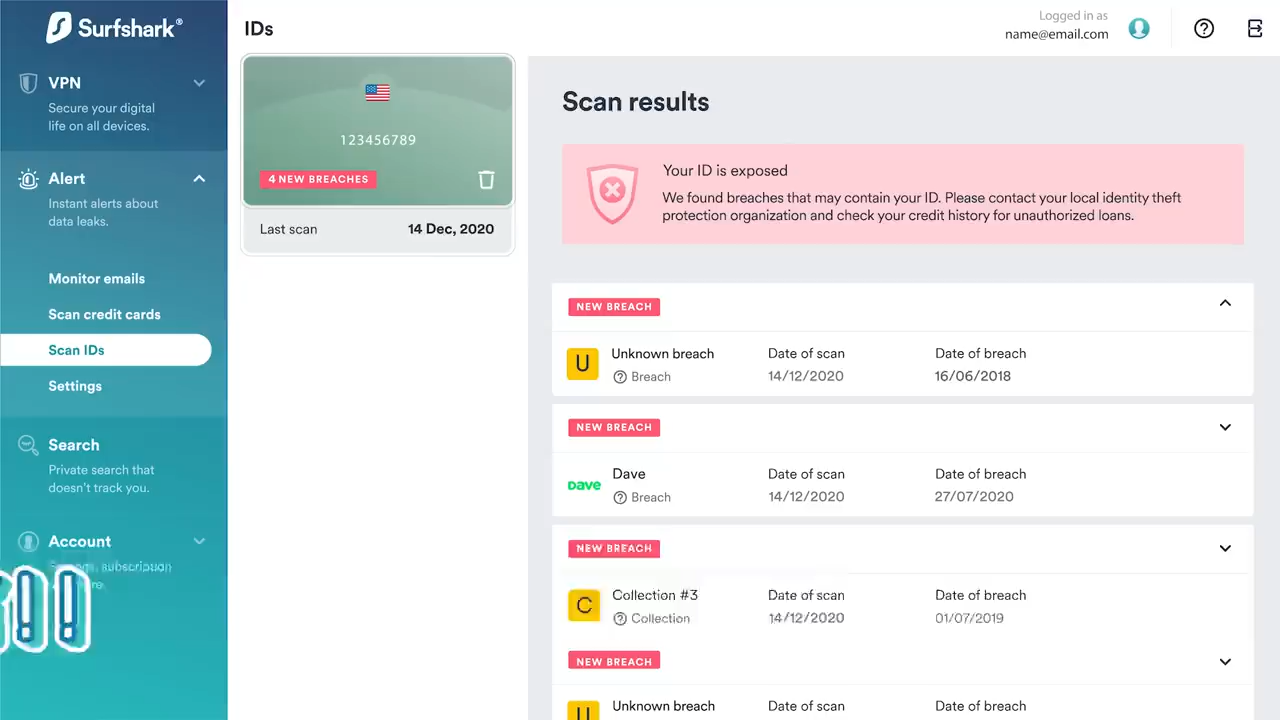 Surfshark®
IDs
Logged in as
name@email.com
VPN
Secure your digital
life on all devices.
Alert
Instant alerts about
data leaks.
Monitor emails
Scan credit cards
Scan IDs
Settings
Search
Private search that
doesn't track you.
Account
subscription
!!
123456789
4 NEW BREACHES
Last scan 14 Dec, 2020
Scan results
Your ID is exposed
We found breaches that may contain your ID. Please contact your local identity theft
protection organization and check your credit history for unauthorized loans.
NEW BREACH
U Unknown breach Date of scan Date of breach
Breach 14/12/2020 16/06/2018
NEW BREACH
Dave Date of scan Date of breach
DAVE Breach 14/12/2020 27/07/2020
NEW BREACH
C Collection #3 Date of scan Date of breach
Collection 14/12/2020 01/07/2019
NEW BREACH
U Unknown breach Date of scan Date of breach